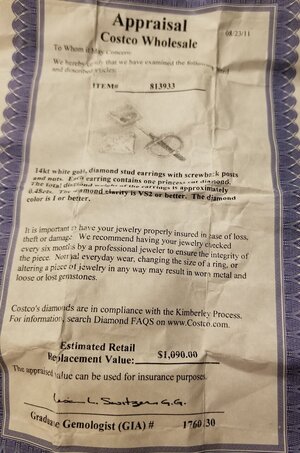 Appraisal
Costco Wholesale
08/23/11
To Whom it May Concern
We hereby certify that we have examined the following listed
and described articles:
ITEM# 813933
14kt white gold, diamond stud earrings with screwback posts
and nuts. Each earring contains one princess cut diamond.
The total diamond weight of the earrings is approximately
0.48cts. The diamond clarity is VS2 or better. The diamond
color is I or better.
It is important to have your jewelry properly insured in case of loss,
theft or damage. We recommend having your jewelry checked
every six months by a professional jeweler to ensure the integrity of
the piece. Normal everyday wear, changing the size of a ring, or
altering a piece of jewelry in any way may result in worn metal and
loose or lost gemstones.
Costco's diamonds are in compliance with the Kimberley Process.
For information, search Diamond FAQS on www.Costco.com.
Estimated Retail
Replacement Value: $1,090.00
The appraised value can be used for insurance purposes.
G.G.
Graduate Gemologist (GIA) # 1760130